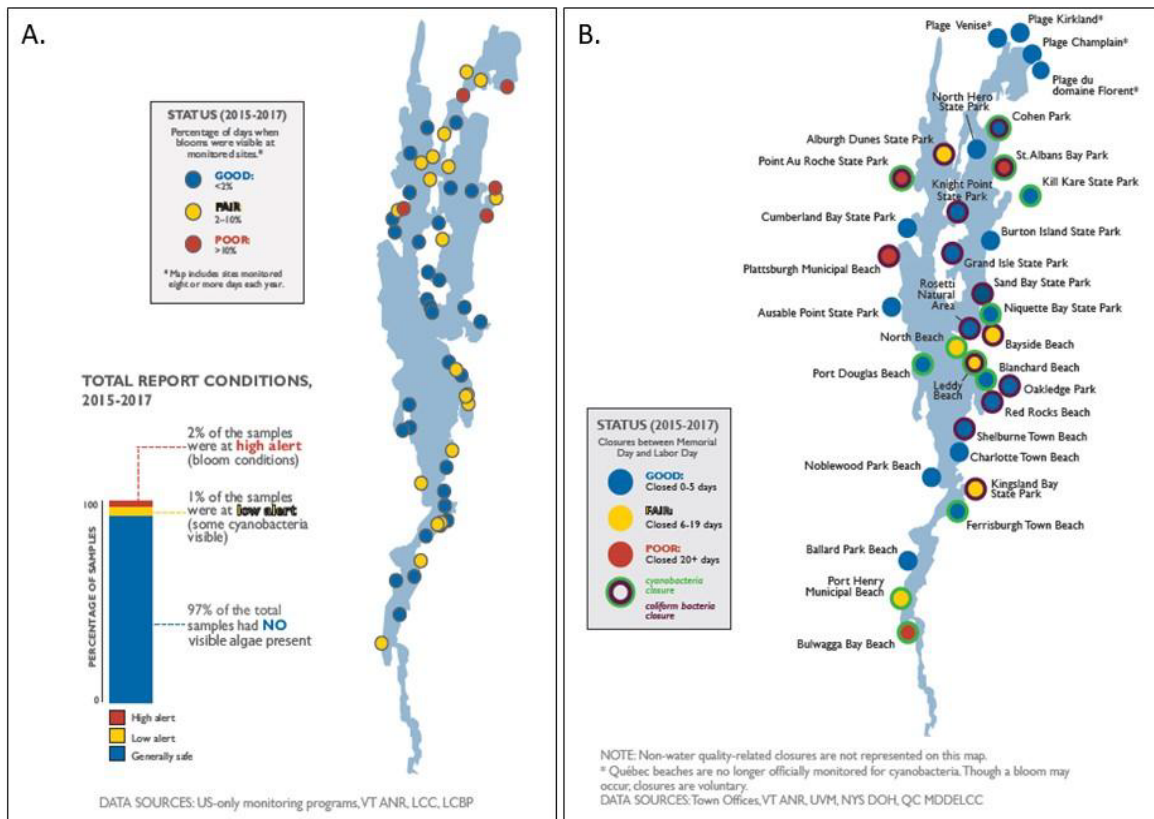 A.
STATUS (2015-2017)
Percentage of days when
blooms were visible at
monitored sites.*
GOOD:
<2%
FAIR
2–10%
POOR:
>10%
* Map includes sites monitored
eight or more days each year.
TOTAL REPORT CONDITIONS,
2015-2017
2% of the samples
were at high alert
(bloom conditions)
1% of the samples
were at low alert
(some cyanobacteria
visible)
97% of the total
samples had NO
visible algae present
100
PERCENTAGE OF SAMPLES
0
High alert
Low alert
Generally safe
DATA SOURCES: US-only monitoring programs, VT ANR, LCC, LCBP
B.
Plage Kirkland*
Plage Venise*
Plage Champlain*
Plage du
domaine Florent*
North Hero
State Park
Cohen Park
Alburgh Dunes State Park
St. Albans Bay Park
Point Au Roche State Park
Kill Kare State Park
Knight Point
State Park
Cumberland Bay State Park
Burton Island State Park
Plattsburgh Municipal Beach
Grand Isle State Park
Sand Bay State Park
Rosetti
Natural
Area
Niquette Bay State Park
Ausable Point State Park
North Beach
Bayside Beach
Port Douglas Beach
Leddy
Beach
Blanchard Beach
Oakledge Park
Red Rocks Beach
Shelburne Town Beach
Charlotte Town Beach
Noblewood Park Beach
Kingsland Bay
State Park
Ferrisburgh Town Beach
Ballard Park Beach
Port Henry
Municipal Beach
Bulwagga Bay Beach
STATUS (2015-2017)
Closures between Memorial
Day and Labor Day
GOOD:
Closed 0-5 days
FAIR:
Closed 6-19 days
POOR:
Closed 20+ days
cyanobacteria
closure
coliform bacteria
closure
NOTE: Non-water quality-related closures are not represented on this map.
* Québec beaches are no longer officially monitored for cyanobacteria. Though a bloom may
occur, closures are voluntary.
DATA SOURCES: Town Offices, VT ANR, UVM, NYS DOH, QC MDDELCC